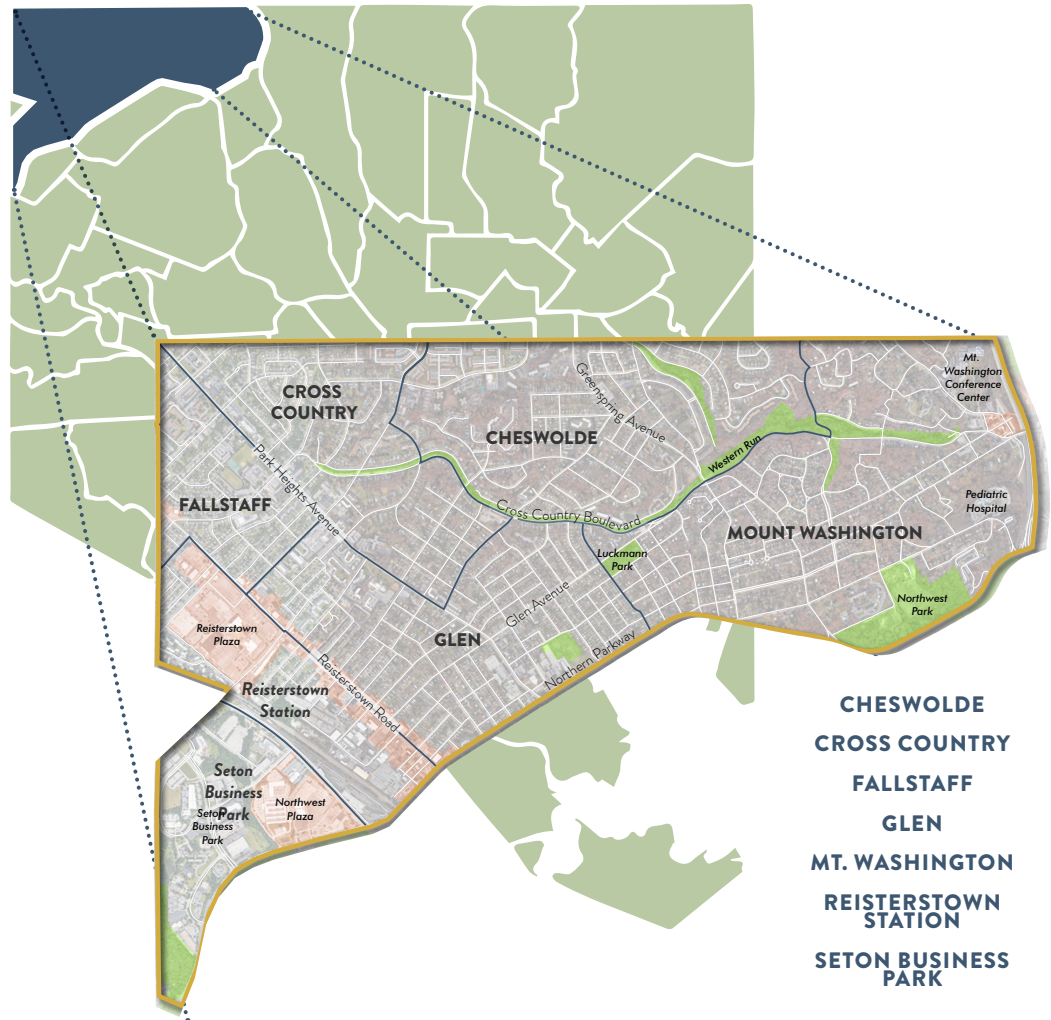 Mt.
Washington
Conference
Center
CROSS
COUNTRY
Greenspring Avenue
CHESWOLDE
Western Run
Park Heights Avenue
FALLSTAFF
Pediatric
Hospital
Cross Country Boulevard
MOUNT WASHINGTON
Luckmann
Park
Glen Avenue
Northwest
Park
Reisterstown
Plaza
GLEN
Northern Parkway
Reisterstown Road
Reisterstown
Station
Seton
Business
Park
Seton
Business
Park
Northwest
Plaza
CHESWOLDE
CROSS COUNTRY
FALLSTAFF
GLEN
MT. WASHINGTON
REISTERSTOWN
STATION
SETON BUSINESS
PARK